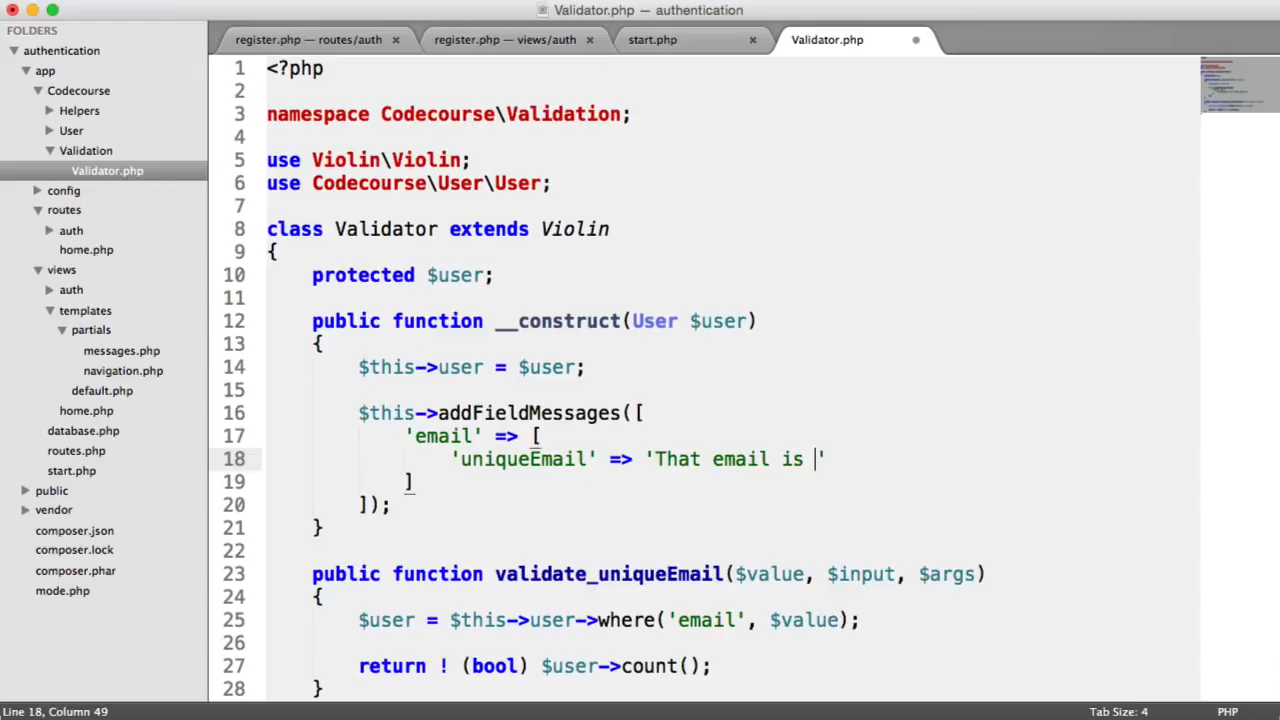 Validator.php — authentication
FOLDERS
authentication
app
Codecourse
Helpers
User
Validation
Validator.php
config
routes
auth
home.php
views
auth
templates
partials
messages.php
navigation.php
default.php
home.php
database.php
routes.php
start.php
public
vendor
composer.json
composer.lock
composer.phar
mode.php
register.php — routes/auth
register.php — views/auth
start.php
Validator.php
1 <?php
2
3 namespace Codecourse\Validation;
4
5 use Violin\Violin;
6 use Codecourse\User\User;
7
8 class Validator extends Violin
9 {
10 protected $user;
11
12 public function __construct(User $user)
13 {
14 $this->user = $user;
15
16 $this->addFieldMessages([
17 'email' => [
18 'uniqueEmail' => 'That email is '
19 ]
20 ]);
21 }
22
23 public function validate_uniqueEmail($value, $input, $args)
24 {
25 $user = $this->user->where('email', $value);
26
27 return ! (bool) $user->count();
28 }
Line 18, Column 49
Tab Size: 4
PHP